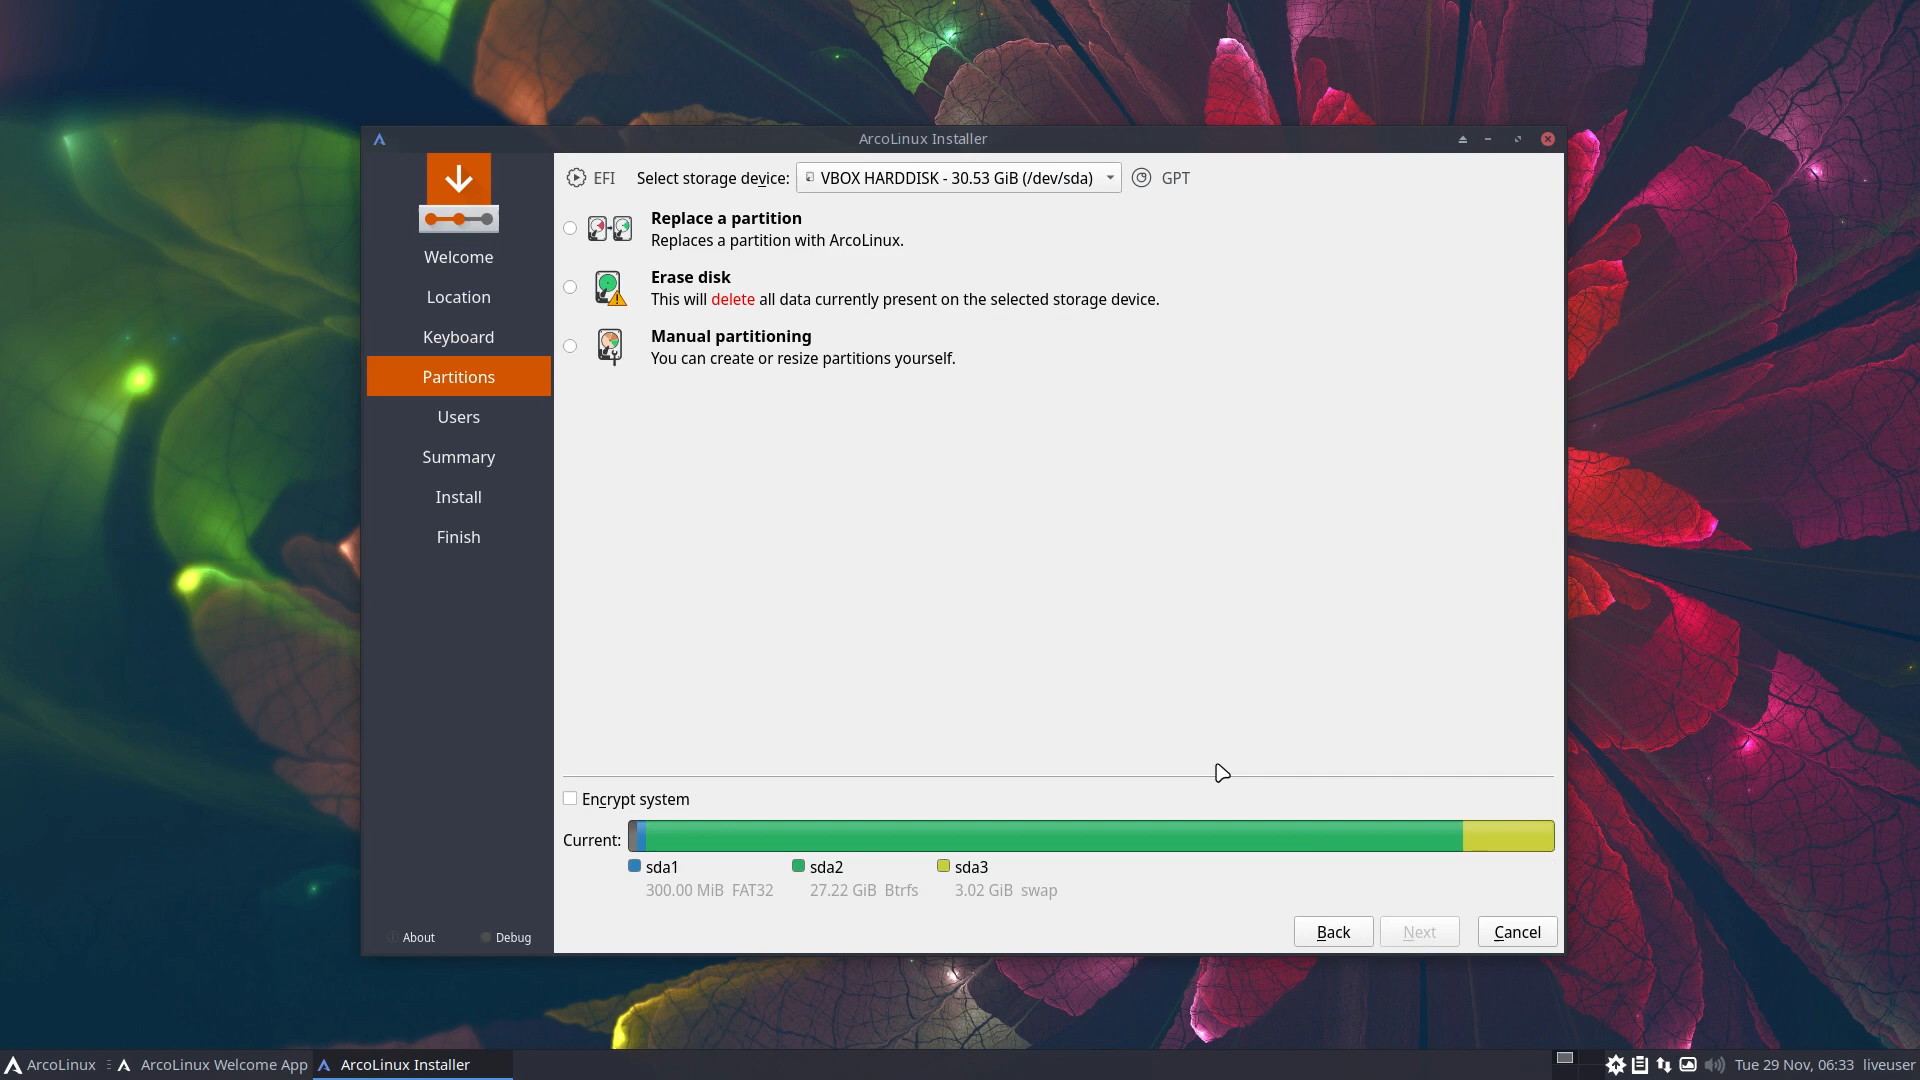 ArcoLinux Installer
EFI Select storage device: VBOX HARDDISK - 30.53 GiB (/dev/sda) GPT
Replace a partition
Replaces a partition with ArcoLinux.
Erase disk
This will delete all data currently present on the selected storage device.
Manual partitioning
You can create or resize partitions yourself.
Welcome
Location
Keyboard
Partitions
Users
Summary
Install
Finish
About Debug
Encrypt system
Current:
sda1 sda2 sda3
300.00 MiB FAT32 27.22 GiB Btrfs 3.02 GiB swap
Back Next Cancel
ArcoLinux ArcoLinux Welcome App ArcoLinux Installer Tue 29 Nov, 06:33 liveuser